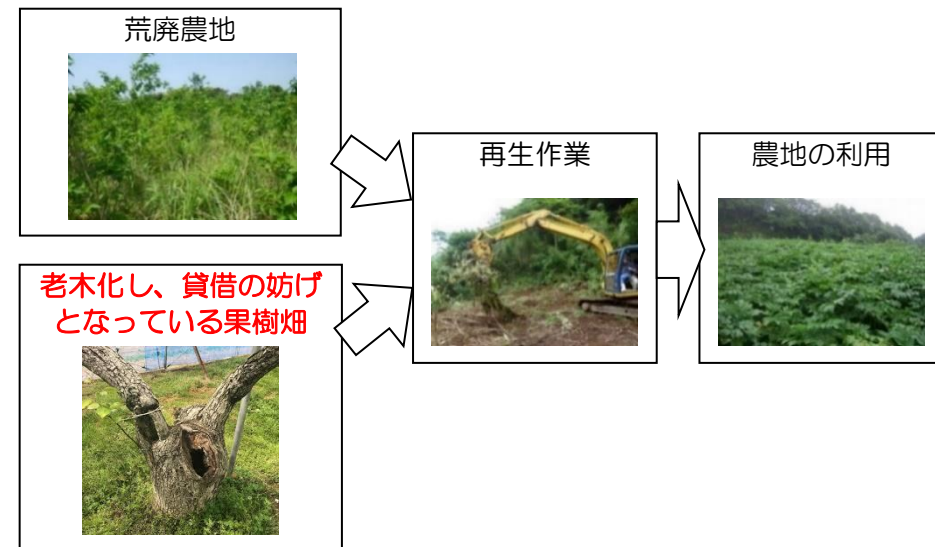 荒廃農地
再生作業
農地の利用
老木化し、貸借の妨げ
となっている果樹畑